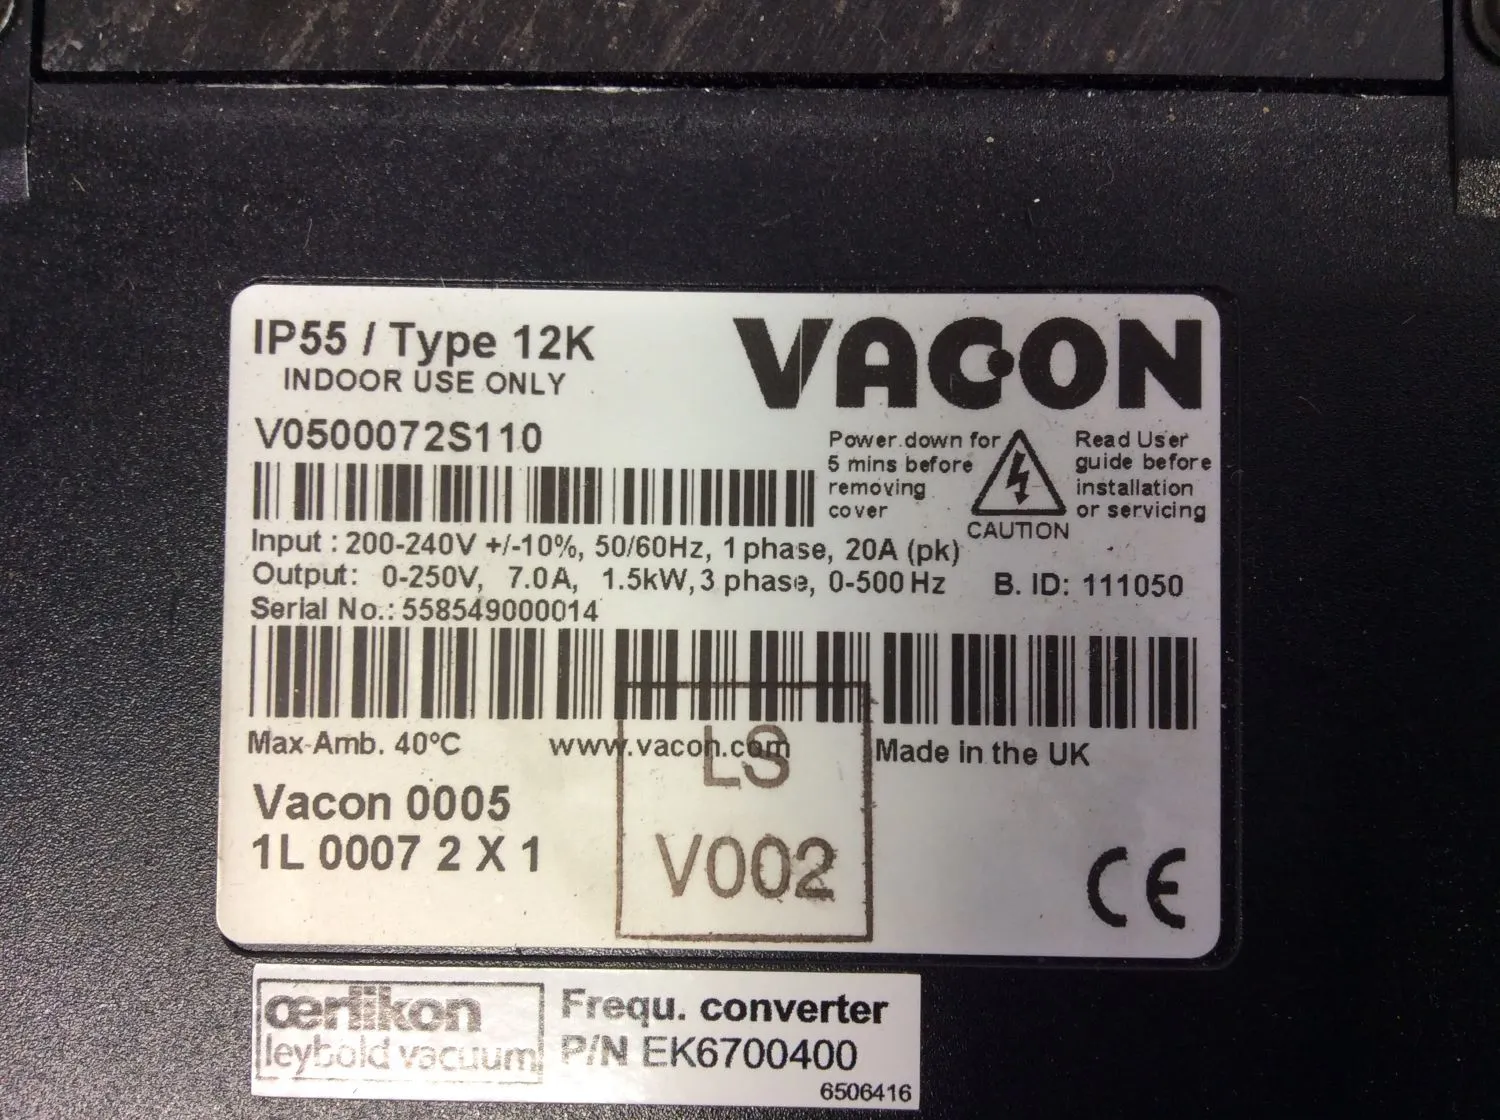 IP55 / Type 12K
INDOOR USE ONLY
VACON
V0500072S110
Power down for
5 mins before
removing
cover
CAUTION
Read User
guide before
installation
or servicing
Input : 200-240V +/-10%, 50/60Hz, 1 phase, 20A (pk)
Output: 0-250V, 7.0A, 1.5kW, 3 phase, 0-500 Hz B. ID: 111050
Serial No.: 558549000014
Max Amb. 40°C www.vacon.com Made in the UK
Vacon 0005
1L 0007 2 X 1
LS
V002
CE
œrlikon
leybold vacuum
Frequ. converter
P/N EK6700400
6506416